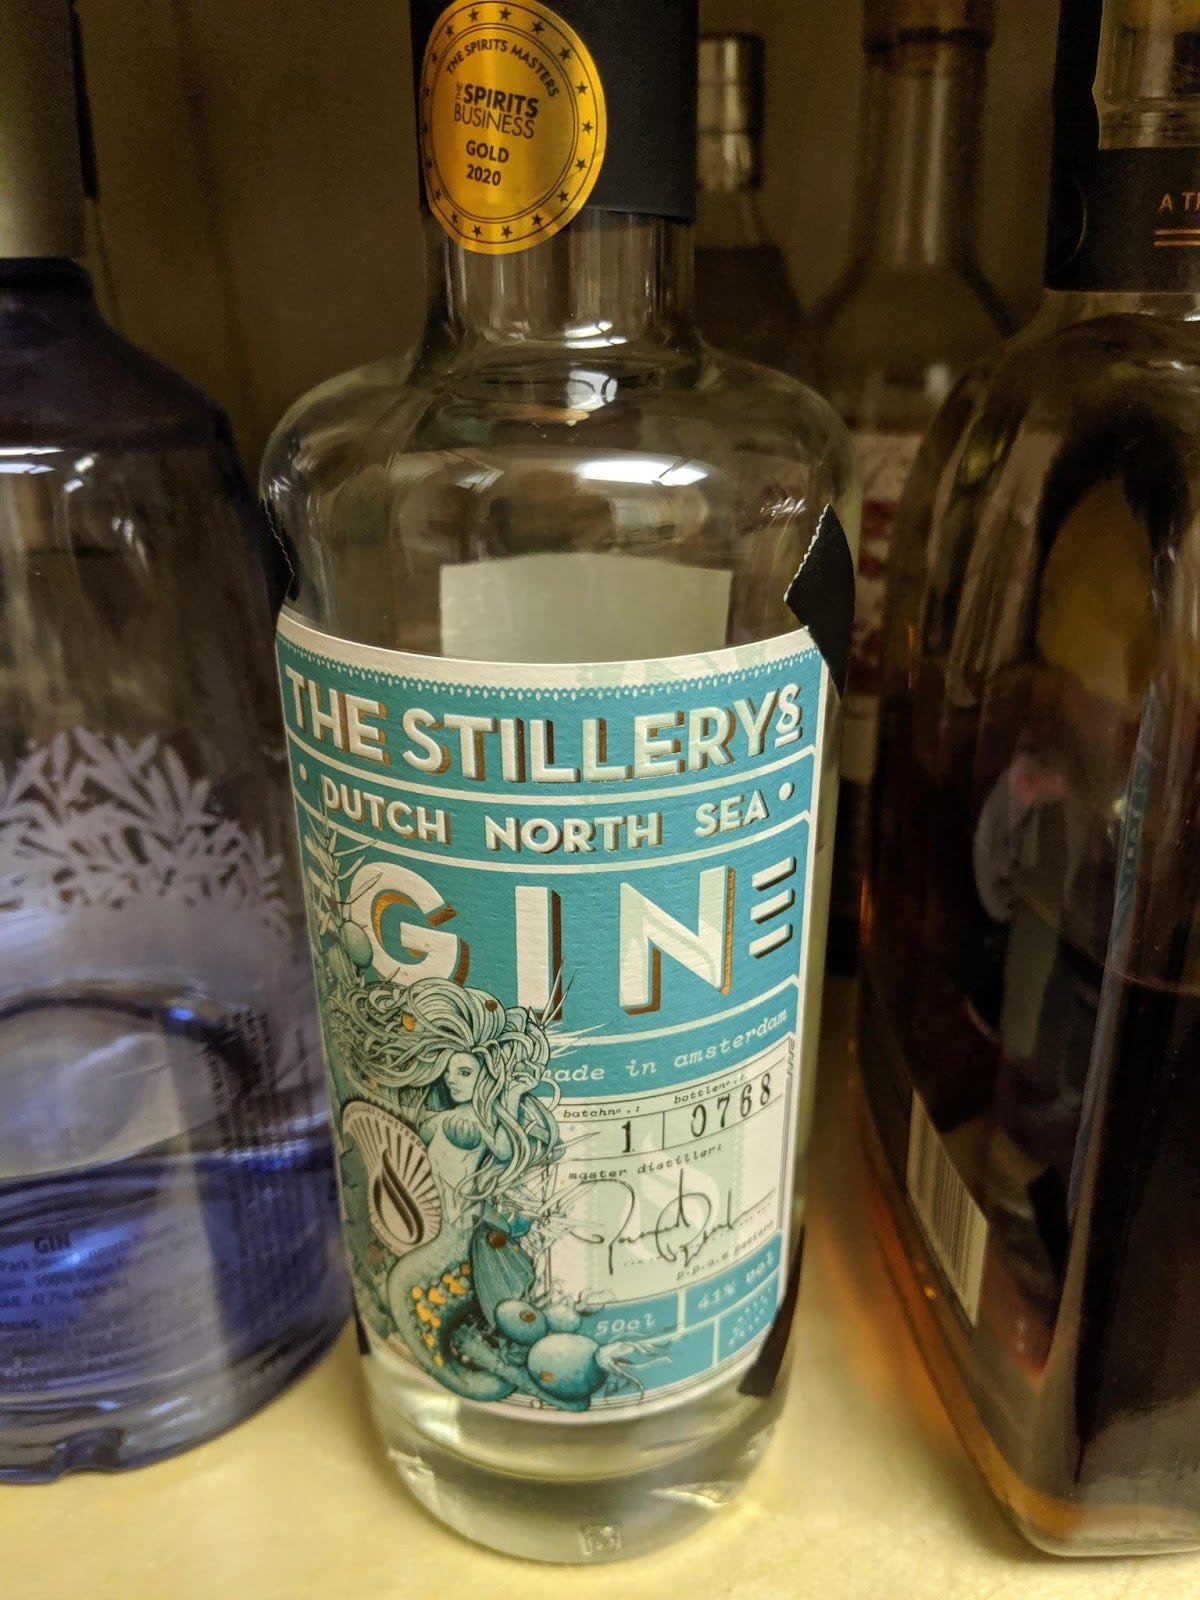 THE SPIRITS MASTERS
THE SPIRITS
BUSINESS
GOLD
2020
A
THE STILLERYS
DUTCH NORTH SEA
GIN
made in amsterdam
batchno.: bottleno.:
1 0768
master distiller:
50cl 41% vol
GIN